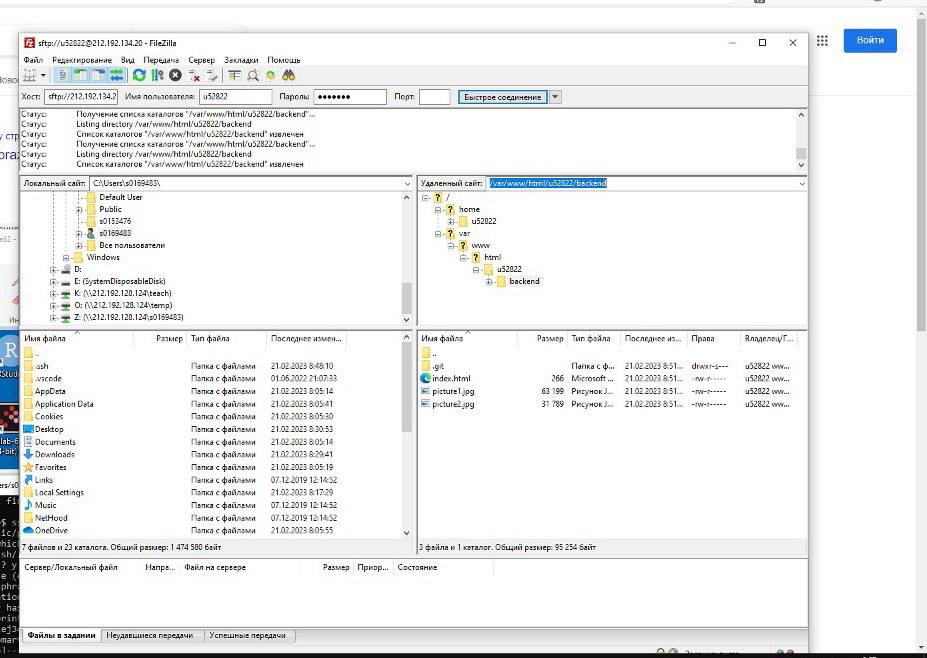 sftp://u52822@212.192.134.20 - FileZilla
Войти
Файл Редактирование Вид Передача Сервер Закладки Помощь
Хост: sftp://212.192.134.2 Имя пользователя: u52822 Пароль: ●●●●●●● Порт: Быстрое соединение
Статус: Получение списка каталогов "/var/www/html/u52822/backend"...
Статус: Listing directory /var/www/html/u52822/backend
Статус: Список каталогов "/var/www/html/u52822/backend" извлечен
Статус: Получение списка каталогов "/var/www/html/u52822/backend"...
Статус: Listing directory /var/www/html/u52822/backend
Статус: Список каталогов "/var/www/html/u52822/backend" извлечен
Локальный сайт: C:\Users\s0169483\
Default User
Public
s0153476
s0169483
Все пользователи
Windows
D:
E: (SystemDisposableDisk)
K: (\\212.192.128.124\teach)
O: (\\212.192.128.124\temp)
Z: (\\212.192.128.124\s0169483)
Удаленный сайт: /var/www/html/u52822/backend
/
home
u52822
var
www
html
u52822
backend
Имя файла Размер Тип файла Последнее измен...
..
.ssh Папка с файлами 21.02.2023 8:48:10
.vscode Папка с файлами 01.06.2022 21:07:33
AppData Папка с файлами 21.02.2023 8:05:14
Application Data Папка с файлами 21.02.2023 8:05:41
Cookies Папка с файлами 21.02.2023 8:05:30
Desktop Папка с файлами 21.02.2023 8:30:53
Documents Папка с файлами 21.02.2023 8:05:14
Downloads Папка с файлами 21.02.2023 8:29:41
Favorites Папка с файлами 21.02.2023 8:05:19
Links Папка с файлами 07.12.2019 12:14:52
Local Settings Папка с файлами 21.02.2023 8:17:29
Music Папка с файлами 07.12.2019 12:14:52
NetHood Папка с файлами 07.12.2019 12:14:52
OneDrive Папка с файлами 21.02.2023 8:05:55
7 файлов и 23 каталога. Общий размер: 1 474 580 байт
Имя файла Размер Тип файла Последнее из... Права Владелец/Г...
..
.git Папка с ф... 21.02.2023 8:51... drwxr-s--- u52822 ww...
index.html 266 Microsoft ... 21.02.2023 8:51... -rw-r----- u52822 ww...
picture1.jpg 63 199 Рисунок J... 21.02.2023 8:51... -rw-r----- u52822 ww...
picture2.jpg 31 789 Рисунок J... 21.02.2023 8:51... -rw-r----- u52822 ww...
3 файла и 1 каталог. Общий размер: 95 254 байт
Сервер/Локальный файл Напра... Файл на сервере Размер Приор... Состояние
Файлы в задании Неудавшиеся передачи Успешные передачи